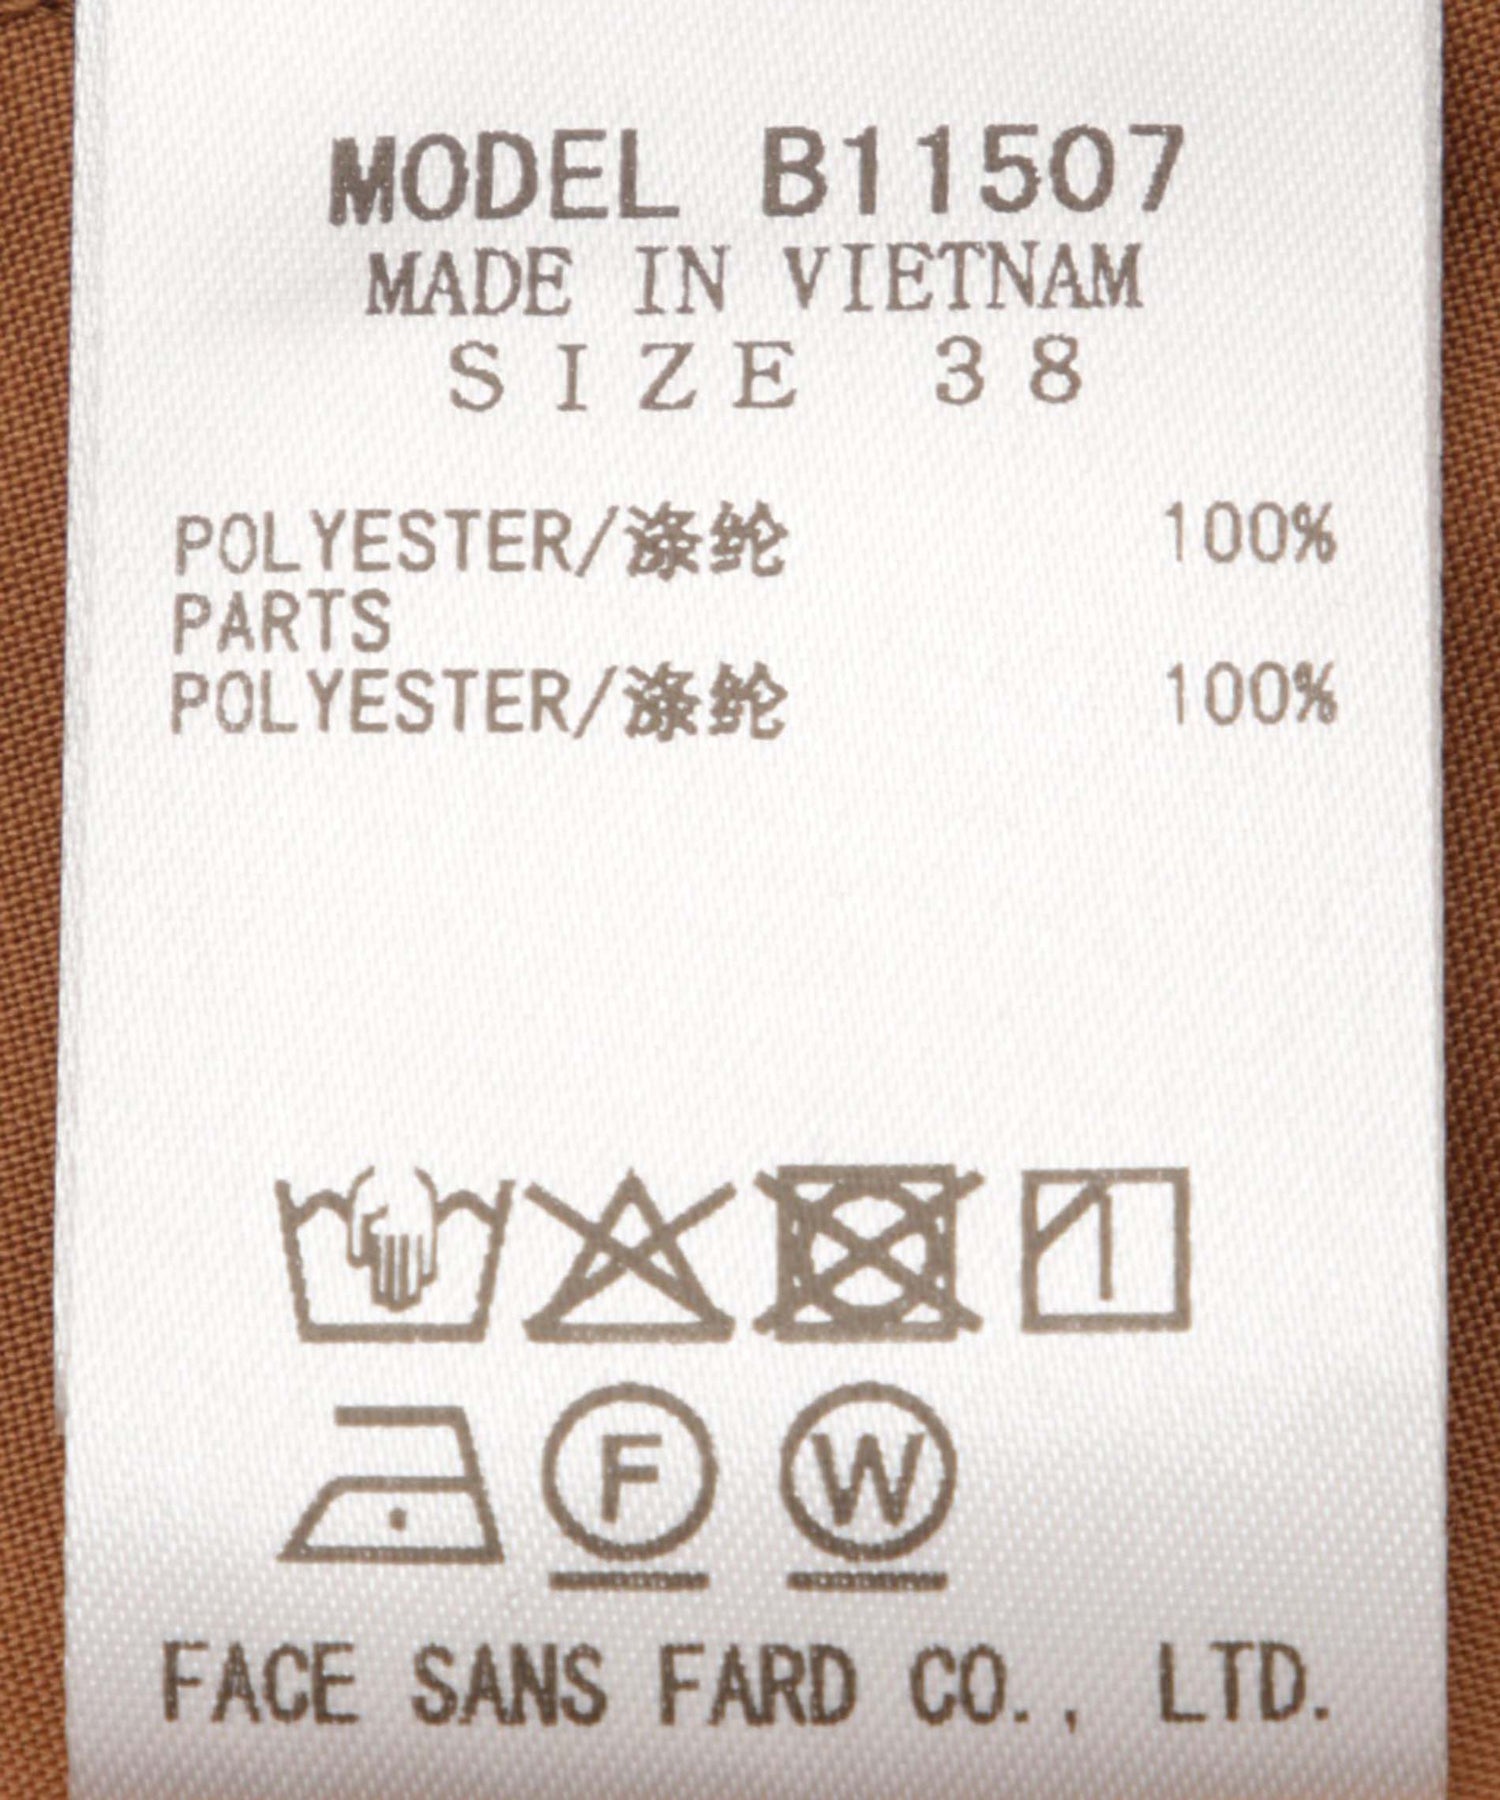 MODEL B11507
MADE IN VIETNAM
SIZE 38
POLYESTER/涤纶 100%
PARTS
POLYESTER/涤纶 100%
F W
FACE SANS FARD CO., LTD.